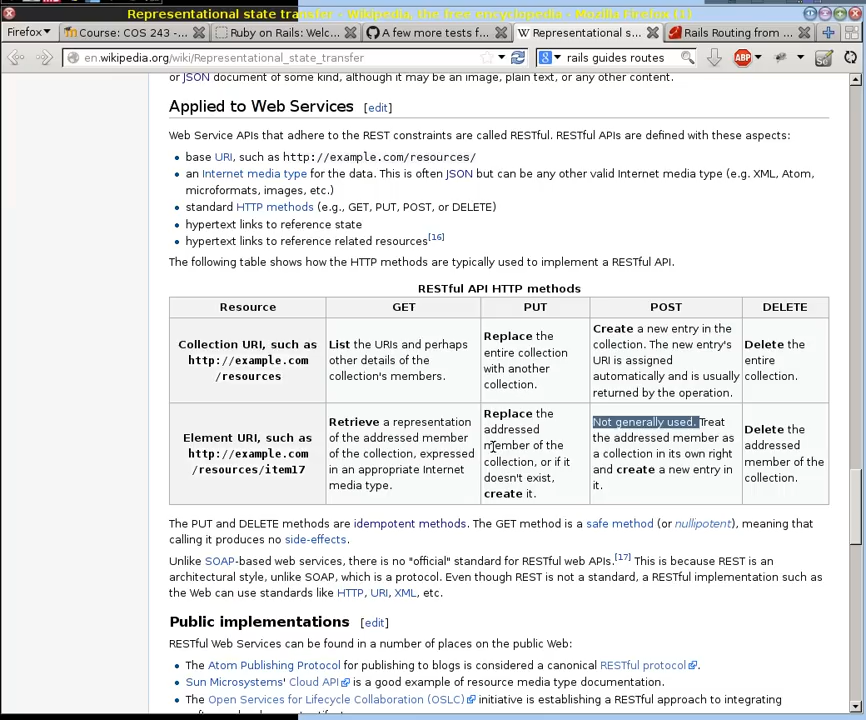 Representational state transfer - Wikipedia, the free encyclopedia - Mozilla Firefox (1)
Firefox
Course: COS 243 -...
Ruby on Rails: Welc...
A few more tests f...
Representational s...
Rails Routing from ...
en.wikipedia.org/wiki/Representational_state_transfer
rails guides routes
ABP
or JSON document of some kind, although it may be an image, plain text, or any other content.
Applied to Web Services [edit]
Web Service APIs that adhere to the REST constraints are called RESTful. RESTful APIs are defined with these aspects:
• base URI, such as http://example.com/resources/
• an Internet media type for the data. This is often JSON but can be any other valid Internet media type (e.g. XML, Atom,
microformats, images, etc.)
• standard HTTP methods (e.g., GET, PUT, POST, or DELETE)
• hypertext links to reference state
• hypertext links to reference related resources[16]
The following table shows how the HTTP methods are typically used to implement a RESTful API.
RESTful API HTTP methods
Resource GET PUT POST DELETE
Collection URI, such as
http://example.com
/resources
List the URIs and perhaps
other details of the
collection's members.
Replace the
entire collection
with another
collection.
Create a new entry in the
collection. The new entry's
URI is assigned
automatically and is usually
returned by the operation.
Delete the
entire
collection.
Element URI, such as
http://example.com
/resources/item17
Retrieve a representation
of the addressed member
of the collection, expressed
in an appropriate Internet
media type.
Replace the
addressed
member of the
collection, or if it
doesn't exist,
create it.
Not generally used. Treat
the addressed member as
a collection in its own right
and create a new entry in
it.
Delete the
addressed
member of the
collection.
The PUT and DELETE methods are idempotent methods. The GET method is a safe method (or nullipotent), meaning that
calling it produces no side-effects.
Unlike SOAP-based web services, there is no "official" standard for RESTful web APIs.[17] This is because REST is an
architectural style, unlike SOAP, which is a protocol. Even though REST is not a standard, a RESTful implementation such as
the Web can use standards like HTTP, URI, XML, etc.
Public implementations [edit]
RESTful Web Services can be found in a number of places on the public Web:
• The Atom Publishing Protocol for publishing to blogs is considered a canonical RESTful protocol.
• Sun Microsystems' Cloud API is a good example of resource media type documentation.
• The Open Services for Lifecycle Collaboration (OSLC) initiative is establishing a RESTful approach to integrating